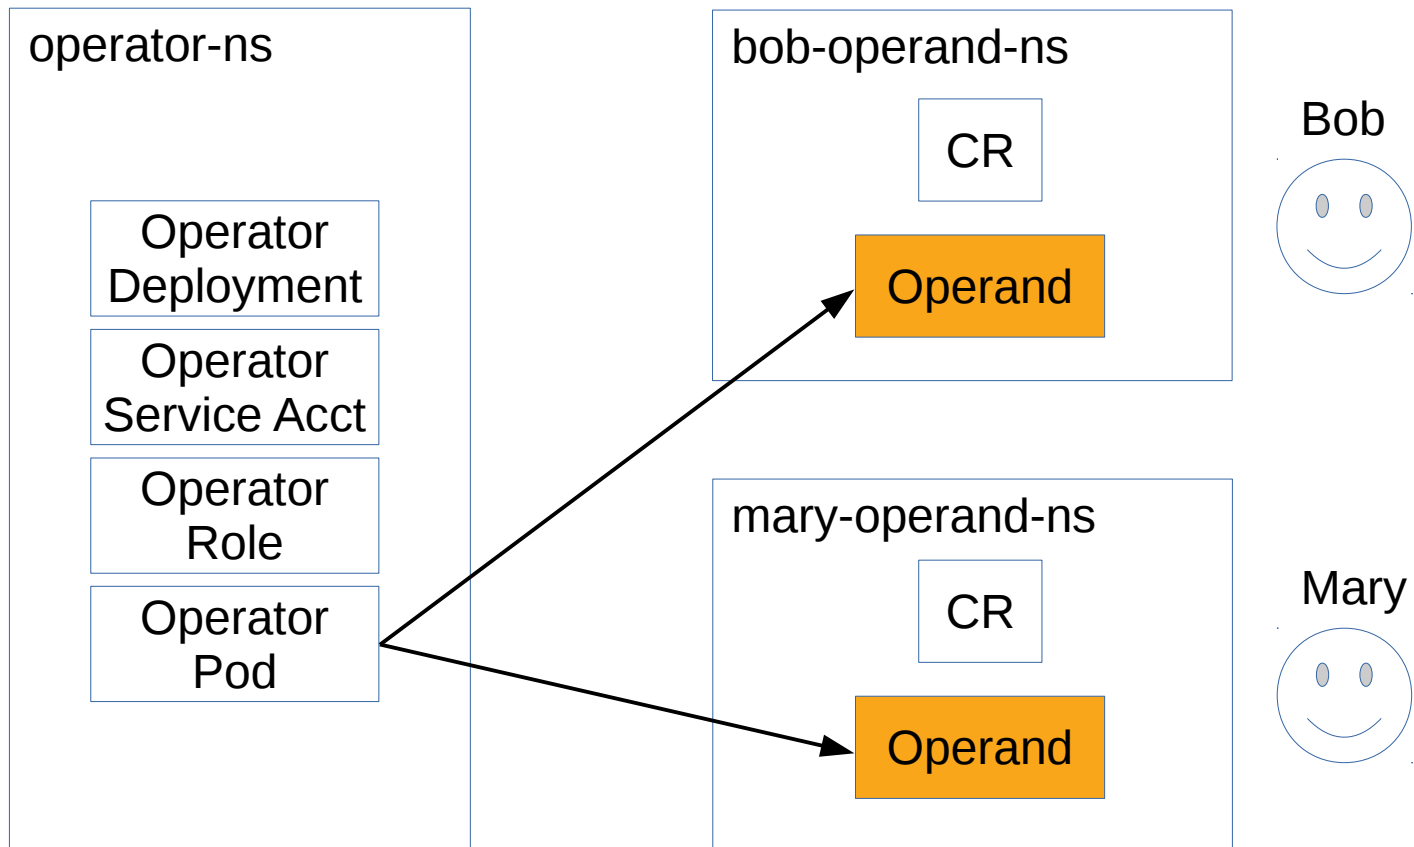 operator-ns
Operator
Deployment
Operator
Service Acct
Operator
Role
Operator
Pod
bob-operand-ns
CR
Operand
Bob
mary-operand-ns
CR
Operand
Mary